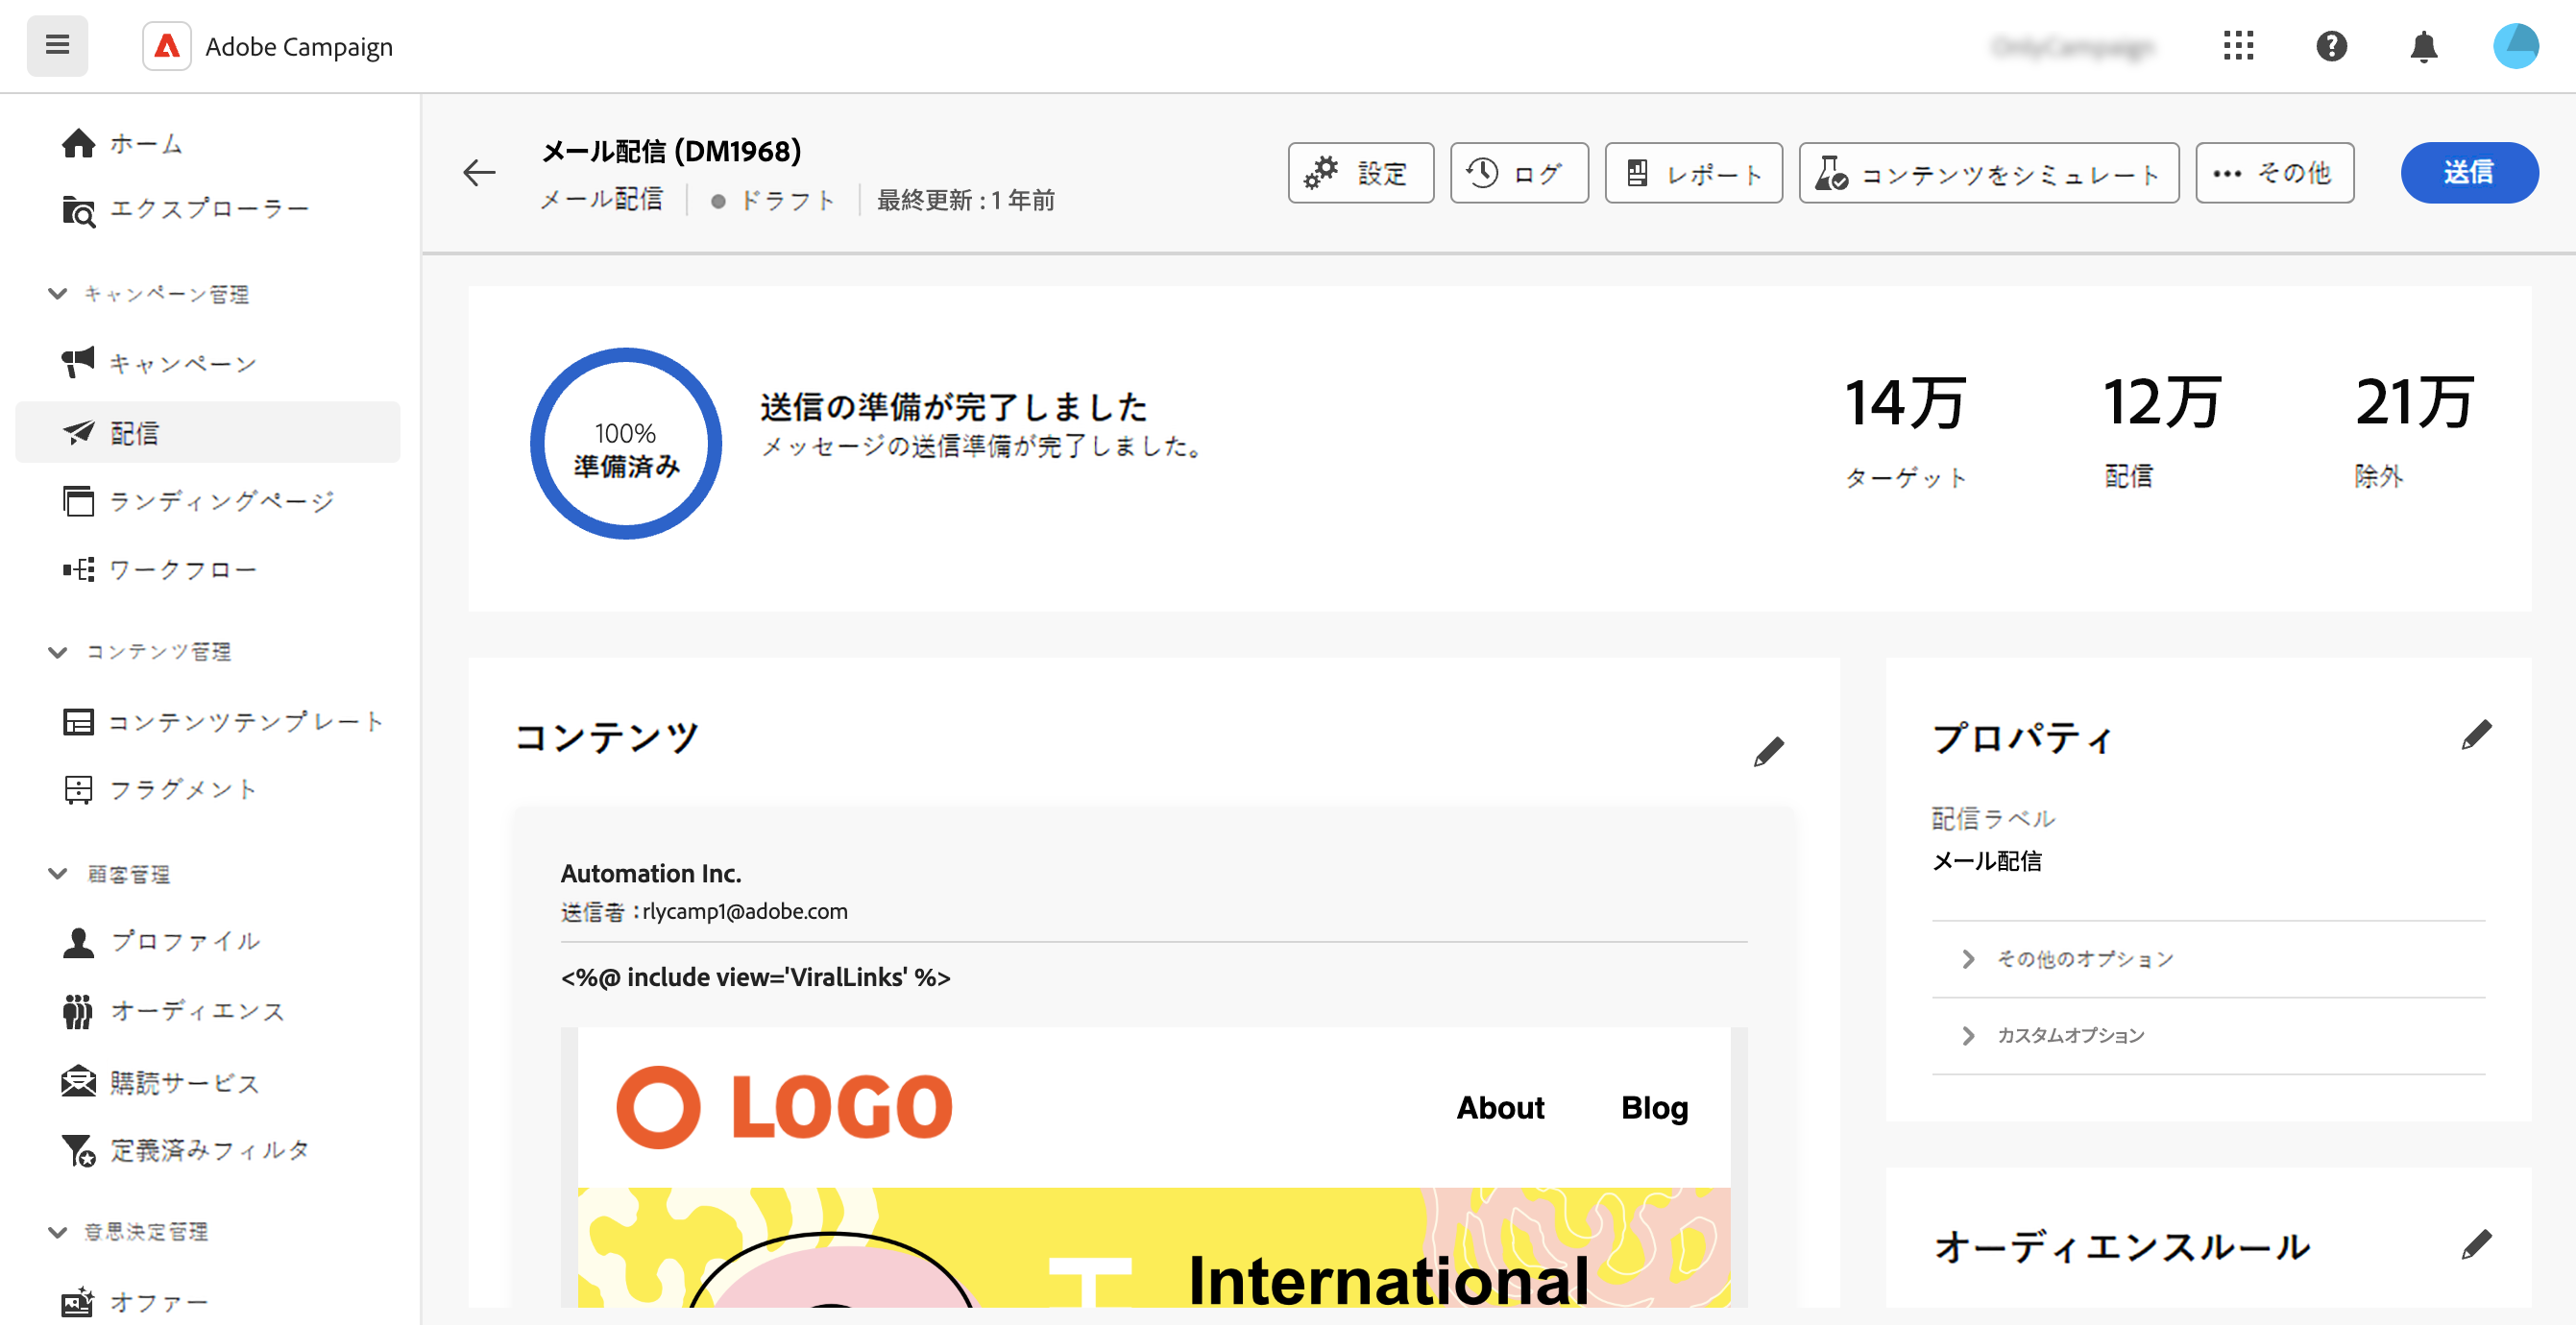 Adobe Campaign
ホーム
エクスプローラー
キャンペーン管理
キャンペーン
配信
ランディングページ
ワークフロー
コンテンツ管理
コンテンツテンプレート
フラグメント
顧客管理
プロファイル
オーディエンス
購読サービス
定義済みフィルタ
意思決定管理
オファー
メール配信 (DM1968)
メール配信 ドラフト 最終更新 : 1 年前
設定 ログ レポート コンテンツをシミュレート その他 送信
100%
準備済み
送信の準備が完了しました
メッセージの送信準備が完了しました。
14万 12万 21万
ターゲット 配信 除外
コンテンツ
Automation Inc.
送信者 : rlycamp1@adobe.com
<%@ include view='ViralLinks' %>
LOGO About Blog
International
プロパティ
配信ラベル
メール配信
その他のオプション
カスタムオプション
オーディエンスルール